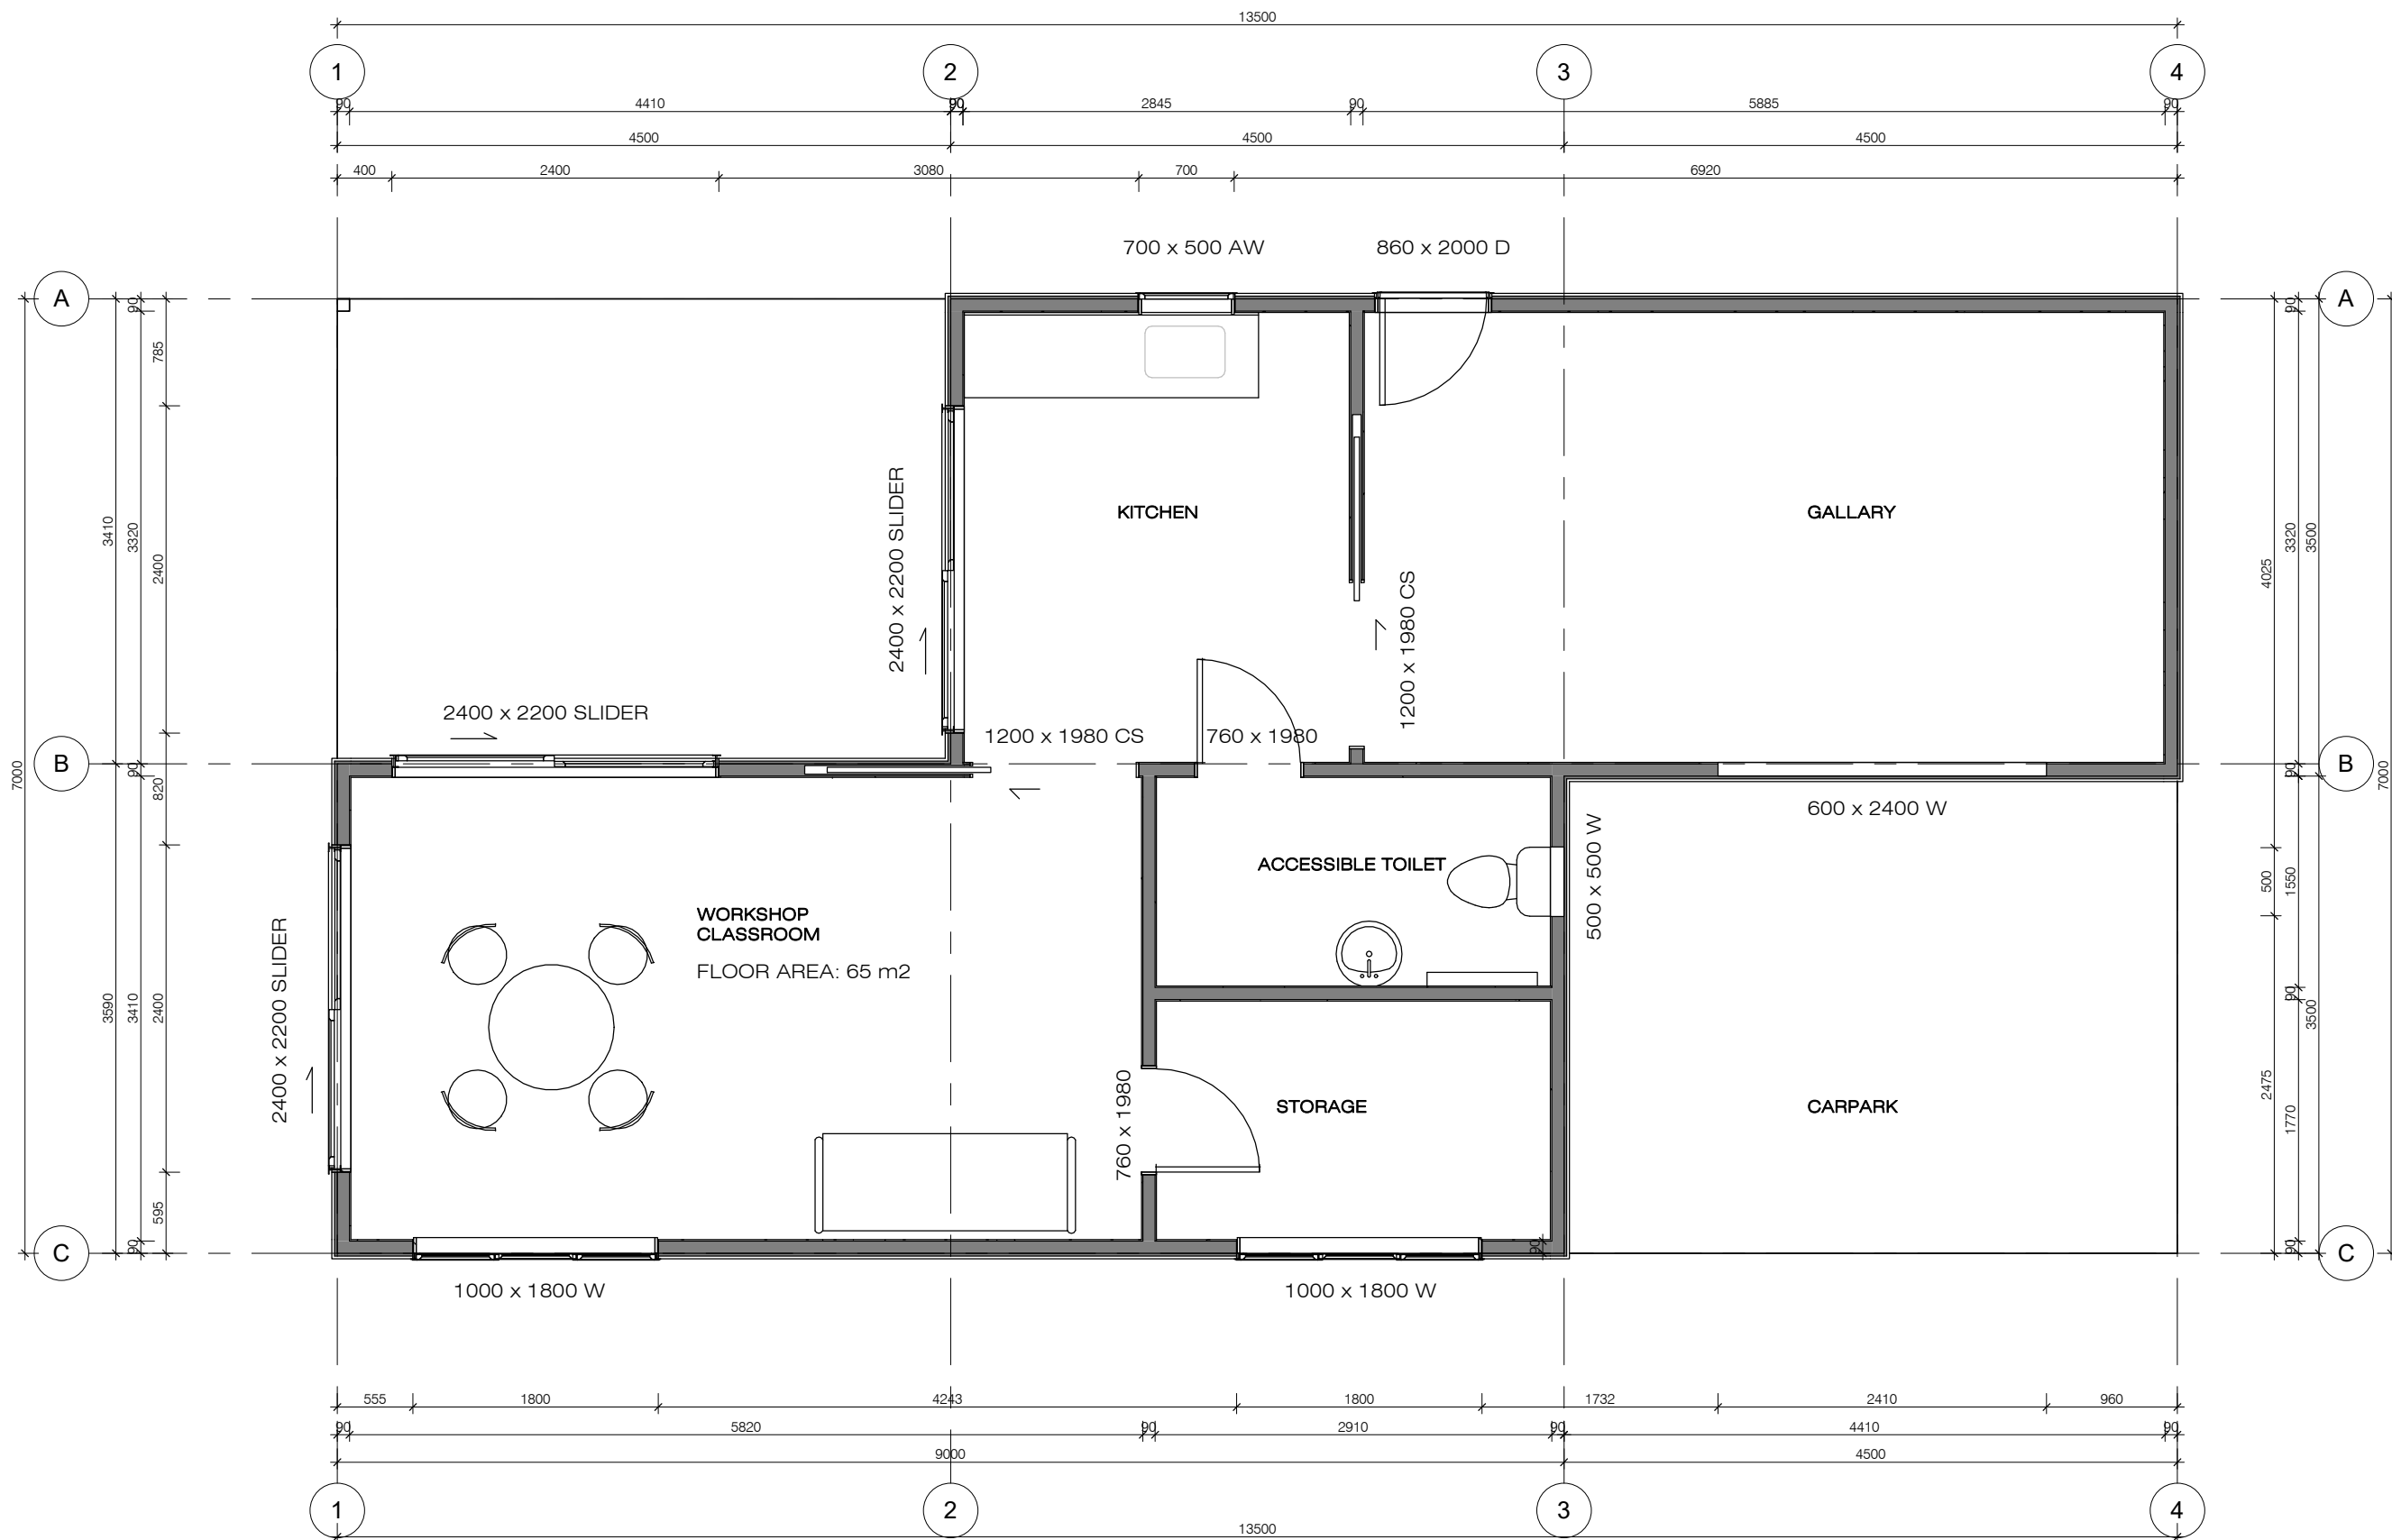 13500
1
2
3
4
90
4410
90
2845
90
5885
90
4500
4500
4500
400
2400
3080
700
6920
700 x 500 AW
860 x 2000 D
A
A
90
785
3410
3320
2400
7000
90
820
3590
3410
2400
595
90
B
B
C
C
2400 x 2200 SLIDER
KITCHEN
GALLARY
1200 x 1980 CS
2400 x 2200 SLIDER
1200 x 1980 CS
760 x 1980
600 x 2400 W
500 x 500 W
ACCESSIBLE TOILET
WORKSHOP
CLASSROOM
FLOOR AREA: 65 m2
2400 x 2200 SLIDER
760 x 1980
STORAGE
CARPARK
90
1000 x 1800 W
1000 x 1800 W
90
4025
3320
3500
90
7000
500
1550
90
3500
2475
1770
90
555
1800
4243
1800
1732
2410
960
90
5820
90
2910
90
4410
90
9000
4500
1
2
3
4
13500